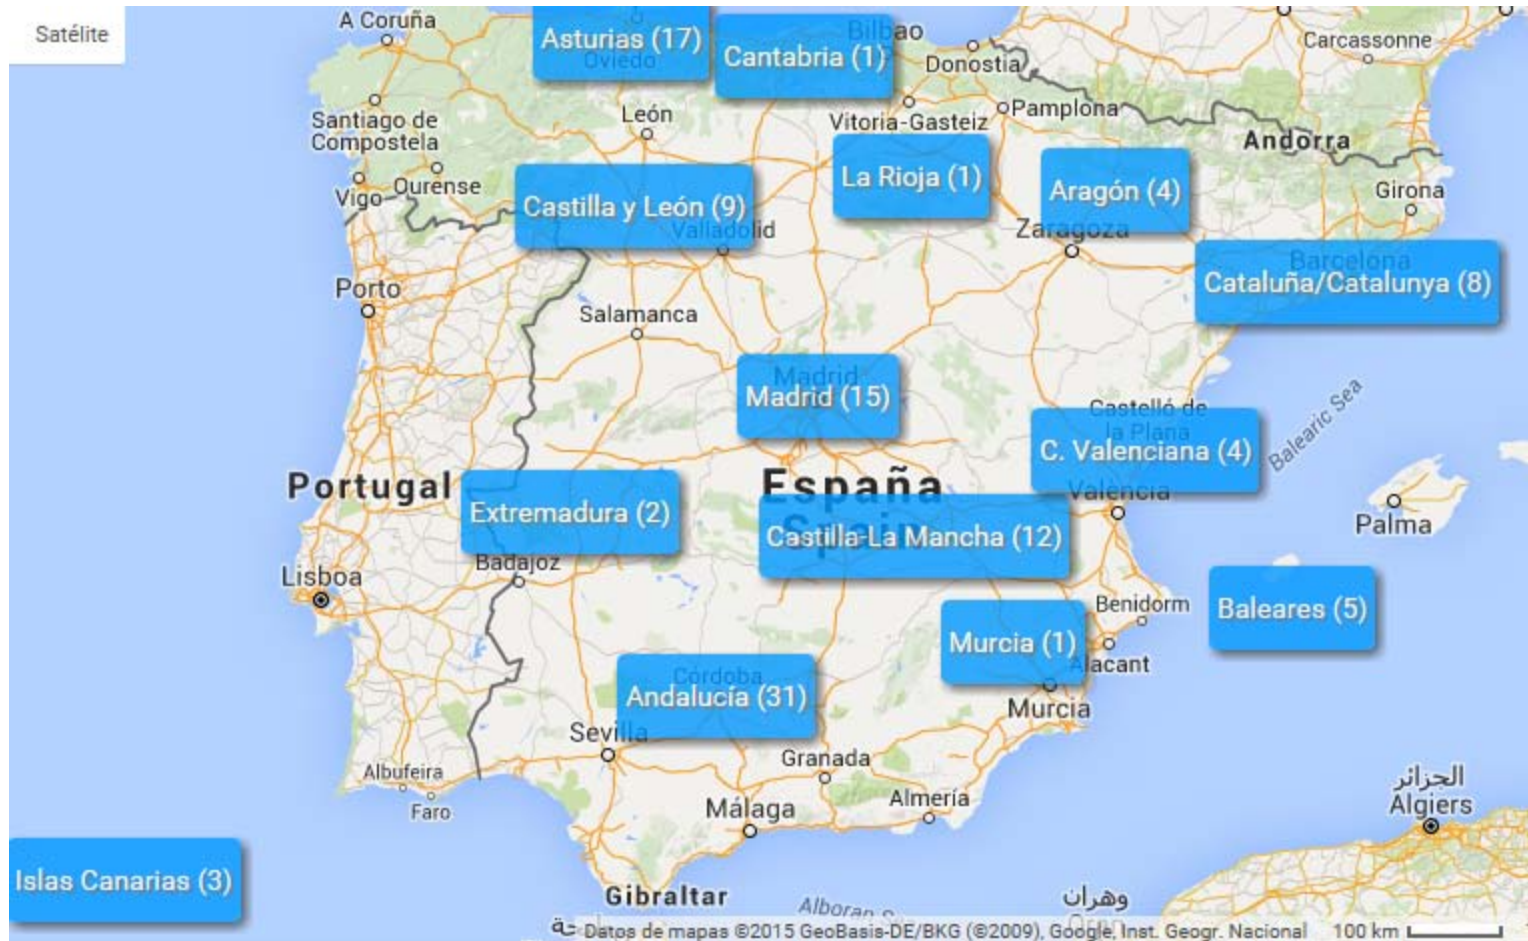 Satélite
A Coruña
Asturias (17)
Oviedo
Cantabria (1)
Bilbao
Donostia
Carcassonne
León
Vitoria-Gasteiz
Pamplona
Santiago de
Compostela
Andorra
Vigo
Ourense
Castilla y León (9)
Valladolid
La Rioja (1)
Aragón (4)
Zaragoza
Girona
Barcelona
Cataluña/Catalunya (8)
Porto
Salamanca
Madrid
Madrid (15)
Castelló de
la Plana
C. Valenciana (4)
València
Balearic Sea
Portugal
España
Spain
Extremadura (2)
Castilla-La Mancha (12)
Palma
Badajoz
Lisboa
Benidorm
Baleares (5)
Murcia (1)
Alacant
Murcia
Córdoba
Andalucía (31)
Sevilla
Granada
Albufeira
Faro
Málaga
Almería
الجزائر
Algiers
Islas Canarias (3)
Gibraltar
Alboran Sea
وهران
Oran
Datos de mapas ©2015 GeoBasis-DE/BKG (©2009), Google, Inst. Geogr. Nacional
100 km